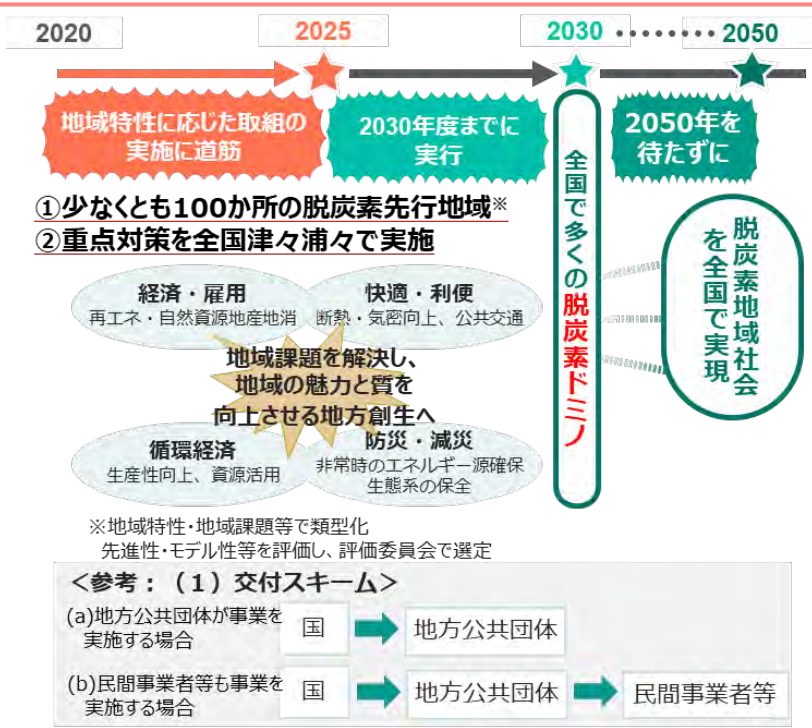 2020
2025
2030 ・・・・・・・・ 2050
地域特性に応じた取組の
実施に道筋
2030年度までに
実行
2050年を
待たずに
①少なくとも100か所の脱炭素先行地域※
②重点対策を全国津々浦々で実施
経済・雇用
再エネ・自然資源地産地消
快適・利便
断熱・気密向上、公共交通
地域課題を解決し、
地域の魅力と質を
向上させる地方創生へ
循環経済
生産性向上、資源活用
防災・減災
非常時のエネルギー源確保
生態系の保全
全国で多くの脱炭素ドミノ
脱炭素地域社会
を全国で実現
※地域特性・地域課題等で類型化
先進性・モデル性等を評価し、評価委員会で選定
＜参考：（１）交付スキーム＞
(a)地方公共団体が事業を
実施する場合
国
地方公共団体
(b)民間事業者等も事業を
実施する場合
国
地方公共団体
民間事業者等